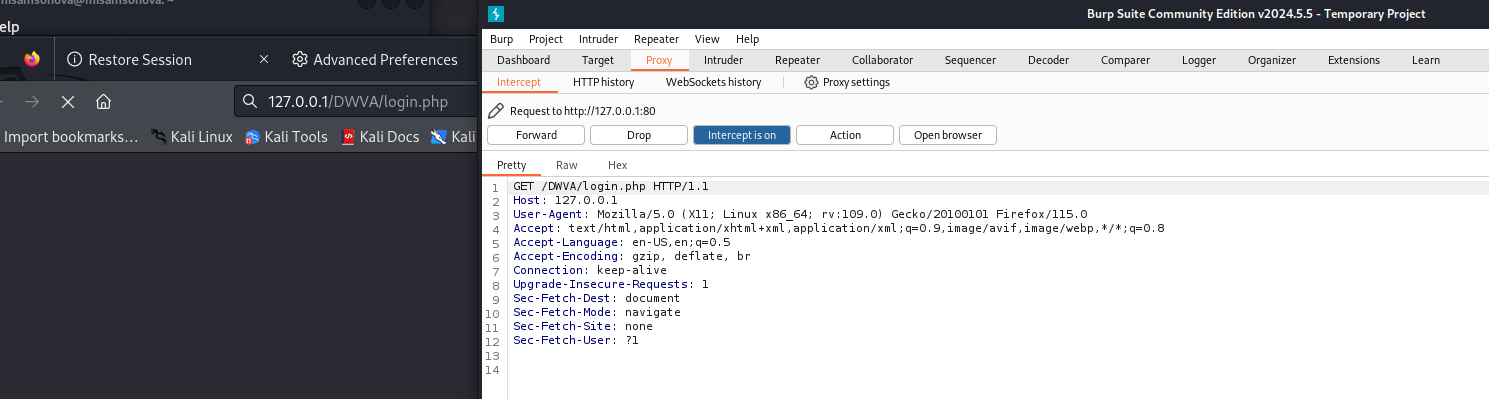 Burp Suite Community Edition v2024.5.5 - Temporary Project
elp
Restore Session
Advanced Preferences
127.0.0.1/DWVA/login.php
Import bookmarks…
Kali Linux
Kali Tools
Kali Docs
Kali
Burp Project Intruder Repeater View Help
Dashboard Target Proxy Intruder Repeater Collaborator Sequencer Decoder Comparer Logger Organizer Extensions Learn
Intercept HTTP history WebSockets history Proxy settings
Request to http://127.0.0.1:80
Forward Drop Intercept is on Action Open browser
Pretty Raw Hex
1 GET /DWVA/login.php HTTP/1.1
2 Host: 127.0.0.1
3 User-Agent: Mozilla/5.0 (X11; Linux x86_64; rv:109.0) Gecko/20100101 Firefox/115.0
4 Accept: text/html,application/xhtml+xml,application/xml;q=0.9,image/avif,image/webp,*/*;q=0.8
5 Accept-Language: en-US,en;q=0.5
6 Accept-Encoding: gzip, deflate, br
7 Connection: keep-alive
8 Upgrade-Insecure-Requests: 1
9 Sec-Fetch-Dest: document
10 Sec-Fetch-Mode: navigate
11 Sec-Fetch-Site: none
12 Sec-Fetch-User: ?1
13
14